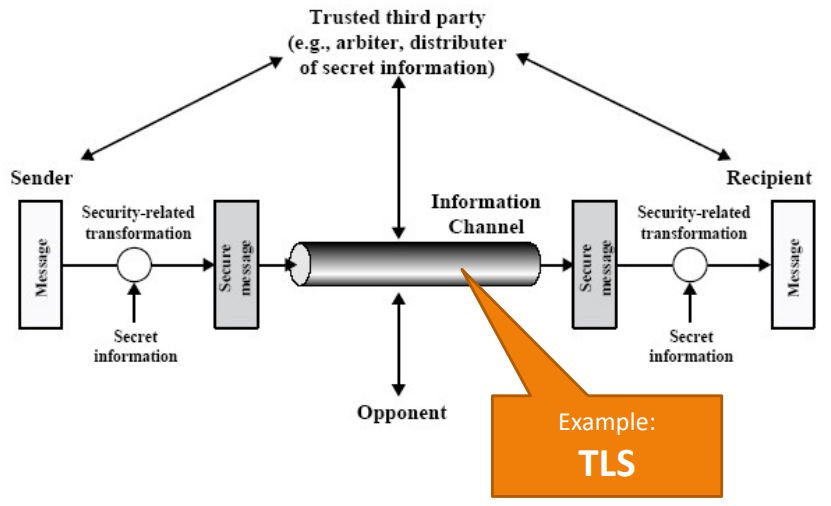 Trusted third party
(e.g., arbiter, distributer
of secret information)
Sender
Recipient
Information
Channel
Security-related
transformation
Security-related
transformation
Message
Secure
message
Secure
message
Message
Secret
information
Secret
information
Opponent
Example:
TLS